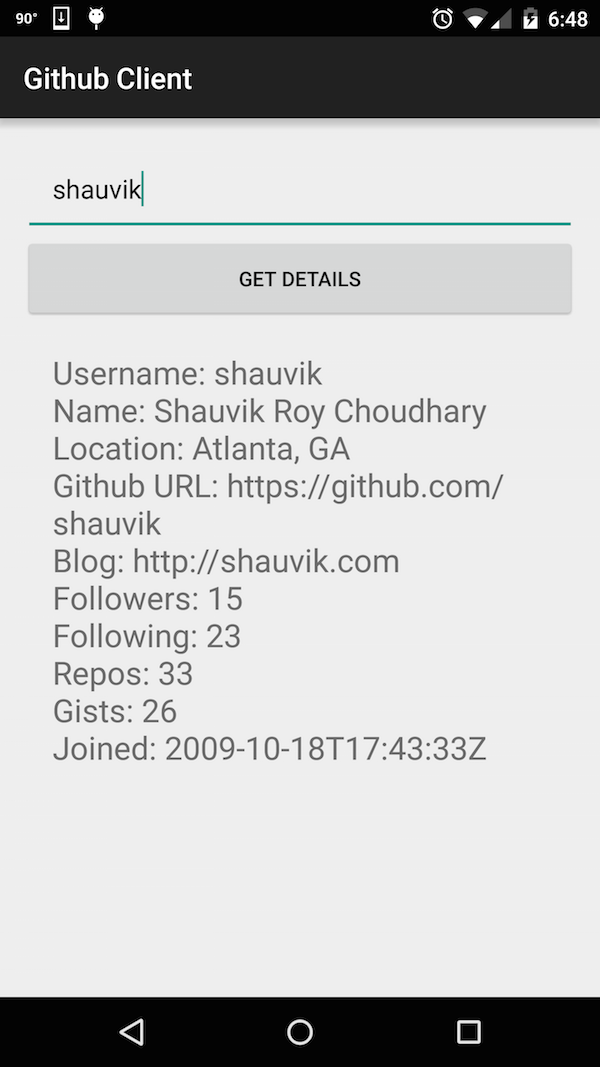 90° 6:48
Github Client
shauvik
GET DETAILS
Username: shauvik
Name: Shauvik Roy Choudhary
Location: Atlanta, GA
Github URL: https://github.com/
shauvik
Blog: http://shauvik.com
Followers: 15
Following: 23
Repos: 33
Gists: 26
Joined: 2009-10-18T17:43:33Z